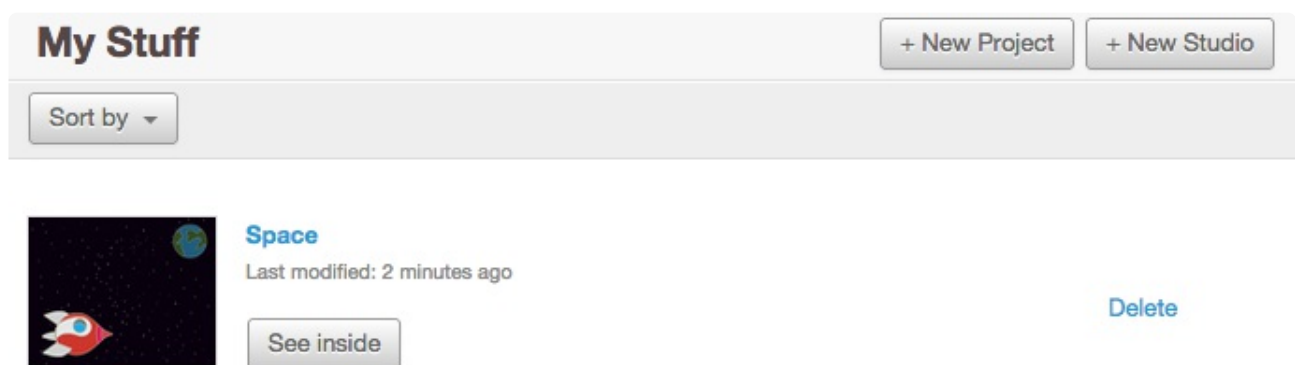 My Stuff
+ New Project
+ New Studio
Sort by
Space
Last modified: 2 minutes ago
Delete
See inside